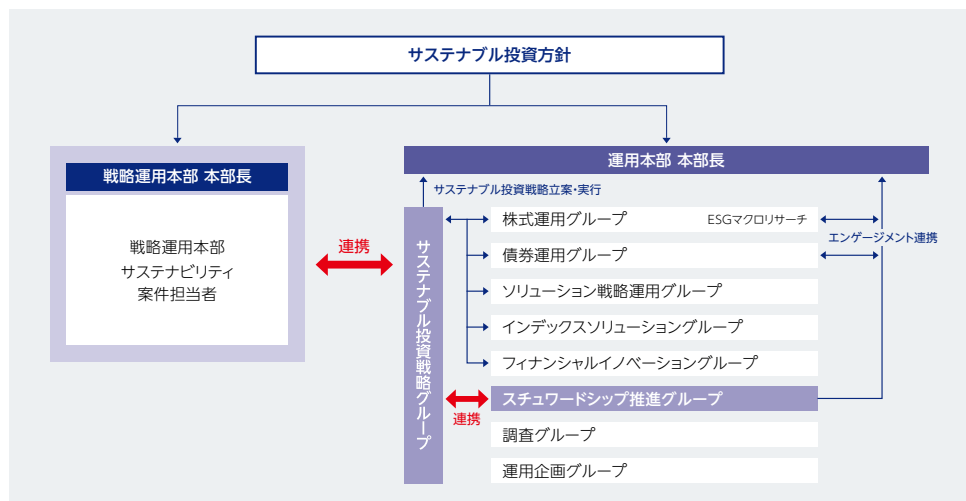 サステナブル投資方針
戦略運用本部 本部長
戦略運用本部
サステナビリティ
案件担当者
連携
運用本部 本部長
サステナブル投資戦略立案・実行
サステナブル投資戦略グループ
株式運用グループ ESGマクロリサーチ
エンゲージメント連携
債券運用グループ
ソリューション戦略運用グループ
インデックスソリューショングループ
フィナンシャルイノベーショングループ
連携
スチュワードシップ推進グループ
調査グループ
運用企画グループ